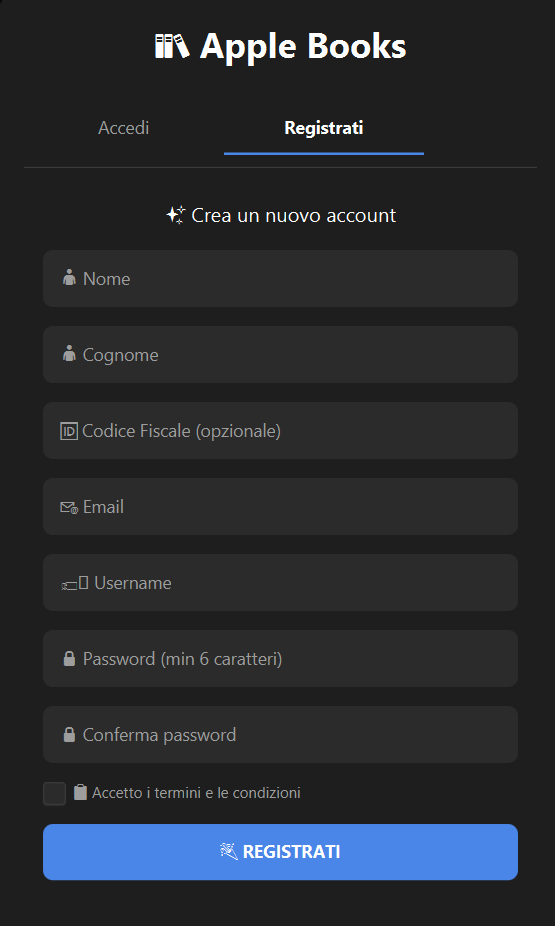 Apple Books
Accedi
Registrati
Crea un nuovo account
Nome
Cognome
🆔 Codice Fiscale (opzionale)
Email
Username
Password (min 6 caratteri)
Conferma password
Accetto i termini e le condizioni
REGISTRATI